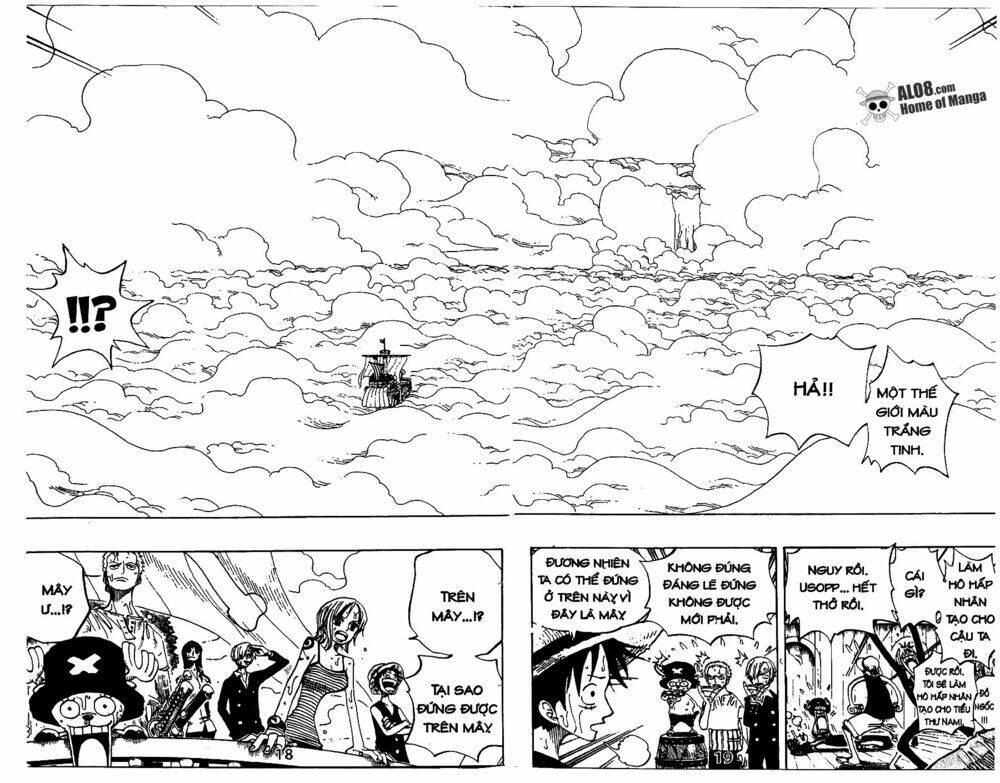 AL08.com
Home of Manga
!!?
HẢ!!
MỘT THẾ
GIỚI MÀU
TRẮNG
TINH.
MÂY
Ư...!?
TRÊN
MÂY...!?
TẠI SAO
ĐỨNG ĐƯỢC
TRÊN MÂY.
18
ĐƯƠNG NHIÊN
TA CÓ THỂ ĐỨNG
Ở TRÊN NÀY VÌ
ĐÂY LÀ MÂY.
KHÔNG ĐÚNG
ĐÁNG LẼ ĐỨNG
KHÔNG ĐƯỢC
MỚI PHẢI.
19
NGUY RỒI.
USOPP... HẾT
THỞ RỒI.
CÁI
GÌ?
LÀM
HÔ HẤP
NHÂN
TẠO CHO
CẬU TA
ĐI.
ĐƯỢC RỒI.
TÔI SẼ LÀM
HÔ HẤP NHÂN
TẠO CHO TIỂU
THƯ NAMI.
ĐỒ
NGỐC
!!!